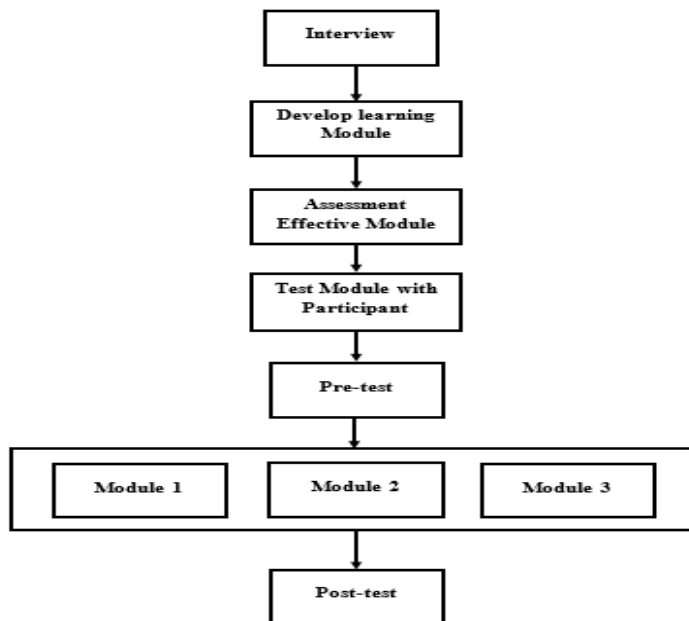 Interview
Develop learning
Module
Assessment
Effective Module
Test Module with
Participant
Pre-test
Module 1
Module 2
Module 3
Post-test